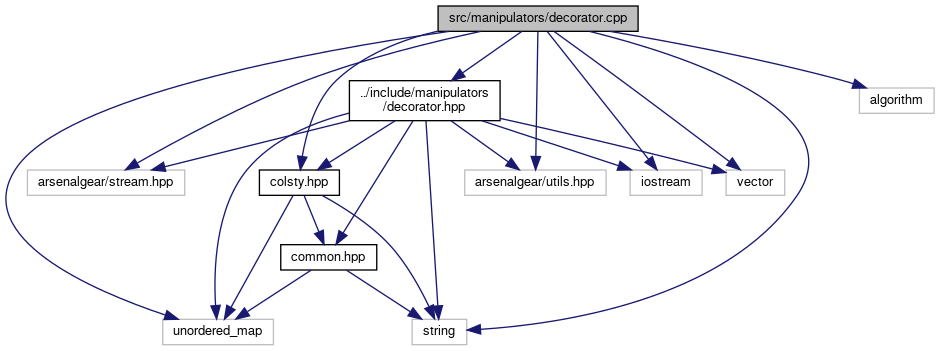 src/manipulators/decorator.cpp
../include/manipulators
/decorator.hpp
algorithm
arsenalgear/stream.hpp
colsty.hpp
arsenalgear/utils.hpp
iostream
vector
common.hpp
unordered_map
string